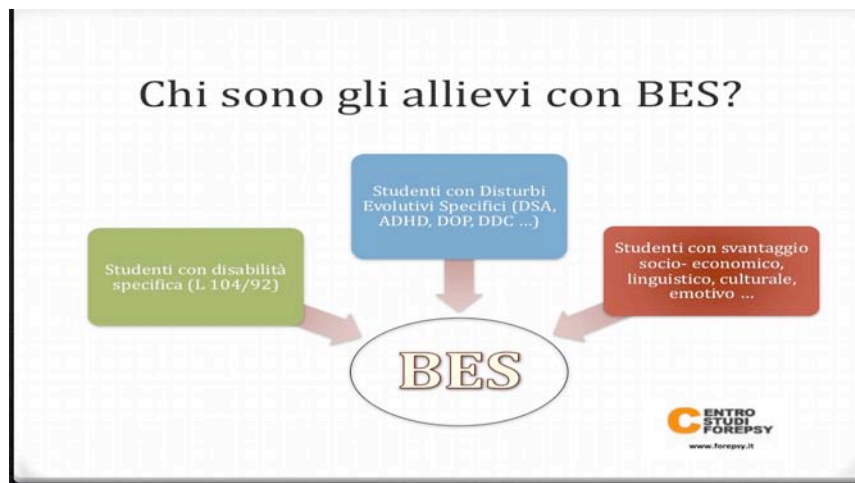 Chi sono gli allievi con BES?
Studenti con Disturbi
Evolutivi Specifici (DSA,
ADHD, DOP, DDC ...)
Studenti con disabilità
specifica (L 104/92)
Studenti con svantaggio
socio- economico,
linguistico, culturale,
emotivo ...
BES
CENTRO
STUDI
FOREPSY
www.forepsy.it